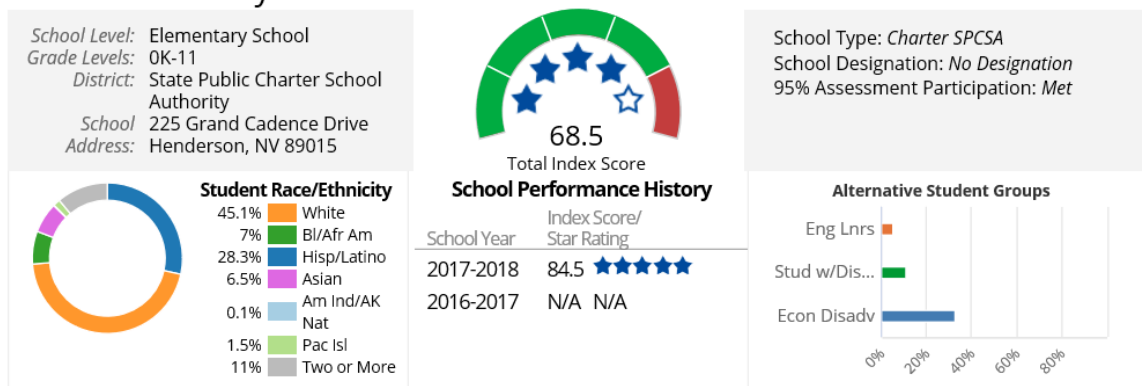 School Level: Elementary School
Grade Levels: 0K-11
District: State Public Charter School
Authority
School 225 Grand Cadence Drive
Address: Henderson, NV 89015
68.5
Total Index Score
School Type: Charter SPCSA
School Designation: No Designation
95% Assessment Participation: Met
Student Race/Ethnicity
45.1% White
7% Bl/Afr Am
28.3% Hisp/Latino
6.5% Asian
0.1% Am Ind/AK
Nat
1.5% Pac Isl
11% Two or More
School Performance History
Index Score/
School Year Star Rating
2017-2018 84.5
2016-2017 N/A N/A
Alternative Student Groups
Eng Lnrs
Stud w/Dis...
Econ Disadv
0% 20% 40% 60% 80%